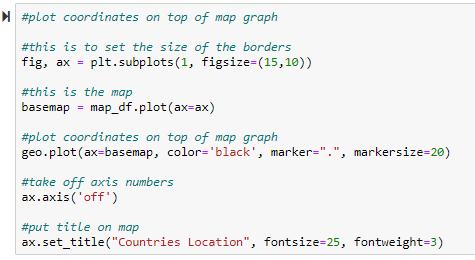 #plot coordinates on top of map graph
#this is to set the size of the borders
fig, ax = plt.subplots(1, figsize=(15,10))
#this is the map
basemap = map_df.plot(ax=ax)
#plot coordinates on top of map graph
geo.plot(ax=basemap, color='black', marker=".", markersize=20)
#take off axis numbers
ax.axis('off')
#put title on map
ax.set_title("Countries Location", fontsize=25, fontweight=3)